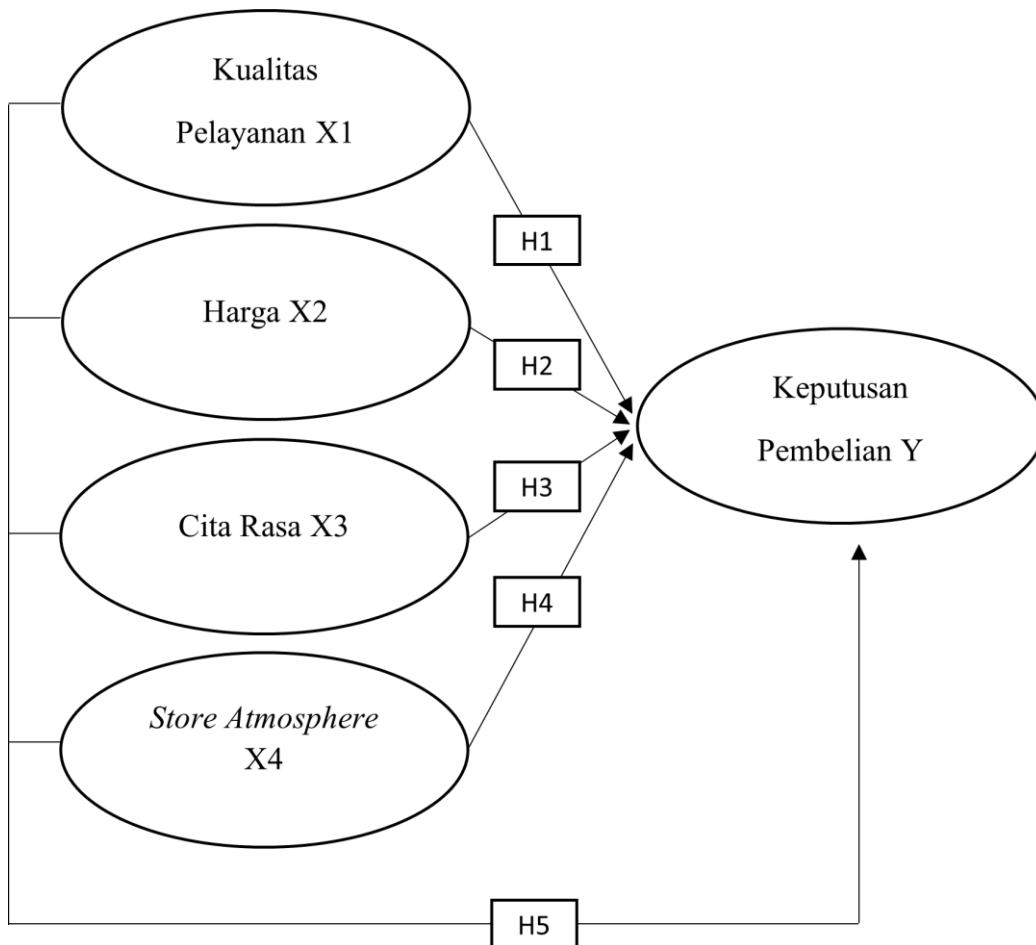 Kualitas
Pelayanan X1
H1
Harga X2
H2
Keputusan
Pembelian Y
Cita Rasa X3
H3
H4
Store Atmosphere
X4
H5